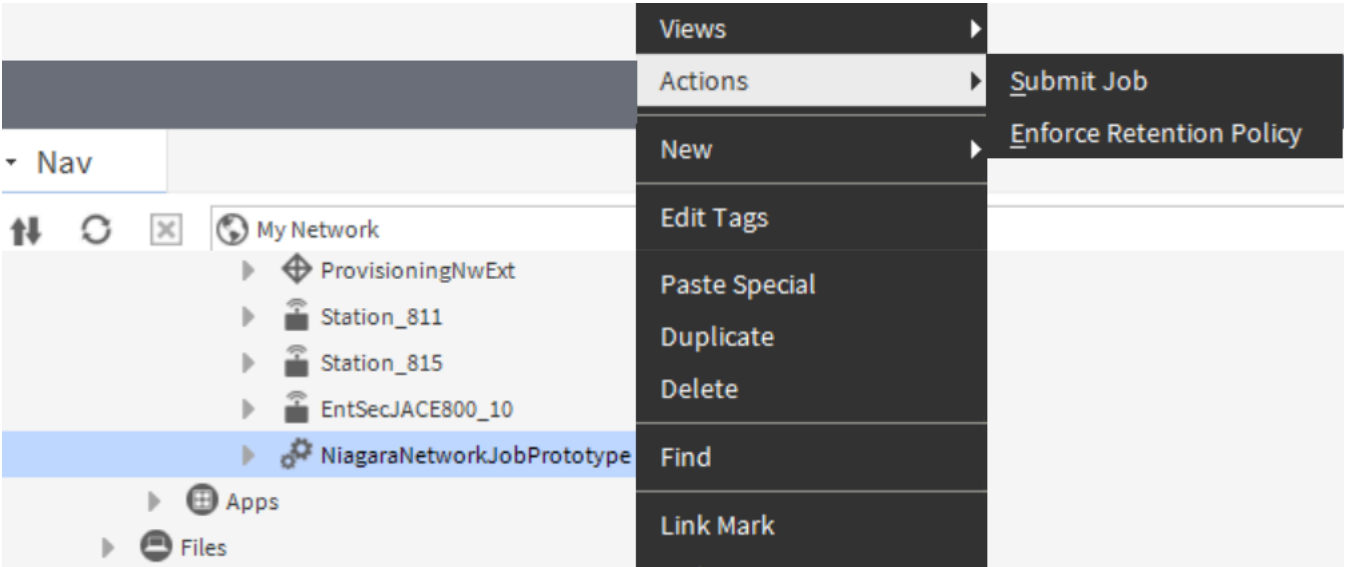 Nav
My Network
ProvisioningNwExt
Station_811
Station_815
EntSecJACE800_10
NiagaraNetworkJobPrototype
Apps
Files
Views
Actions
New
Edit Tags
Paste Special
Duplicate
Delete
Find
Link Mark
Submit Job
Enforce Retention Policy